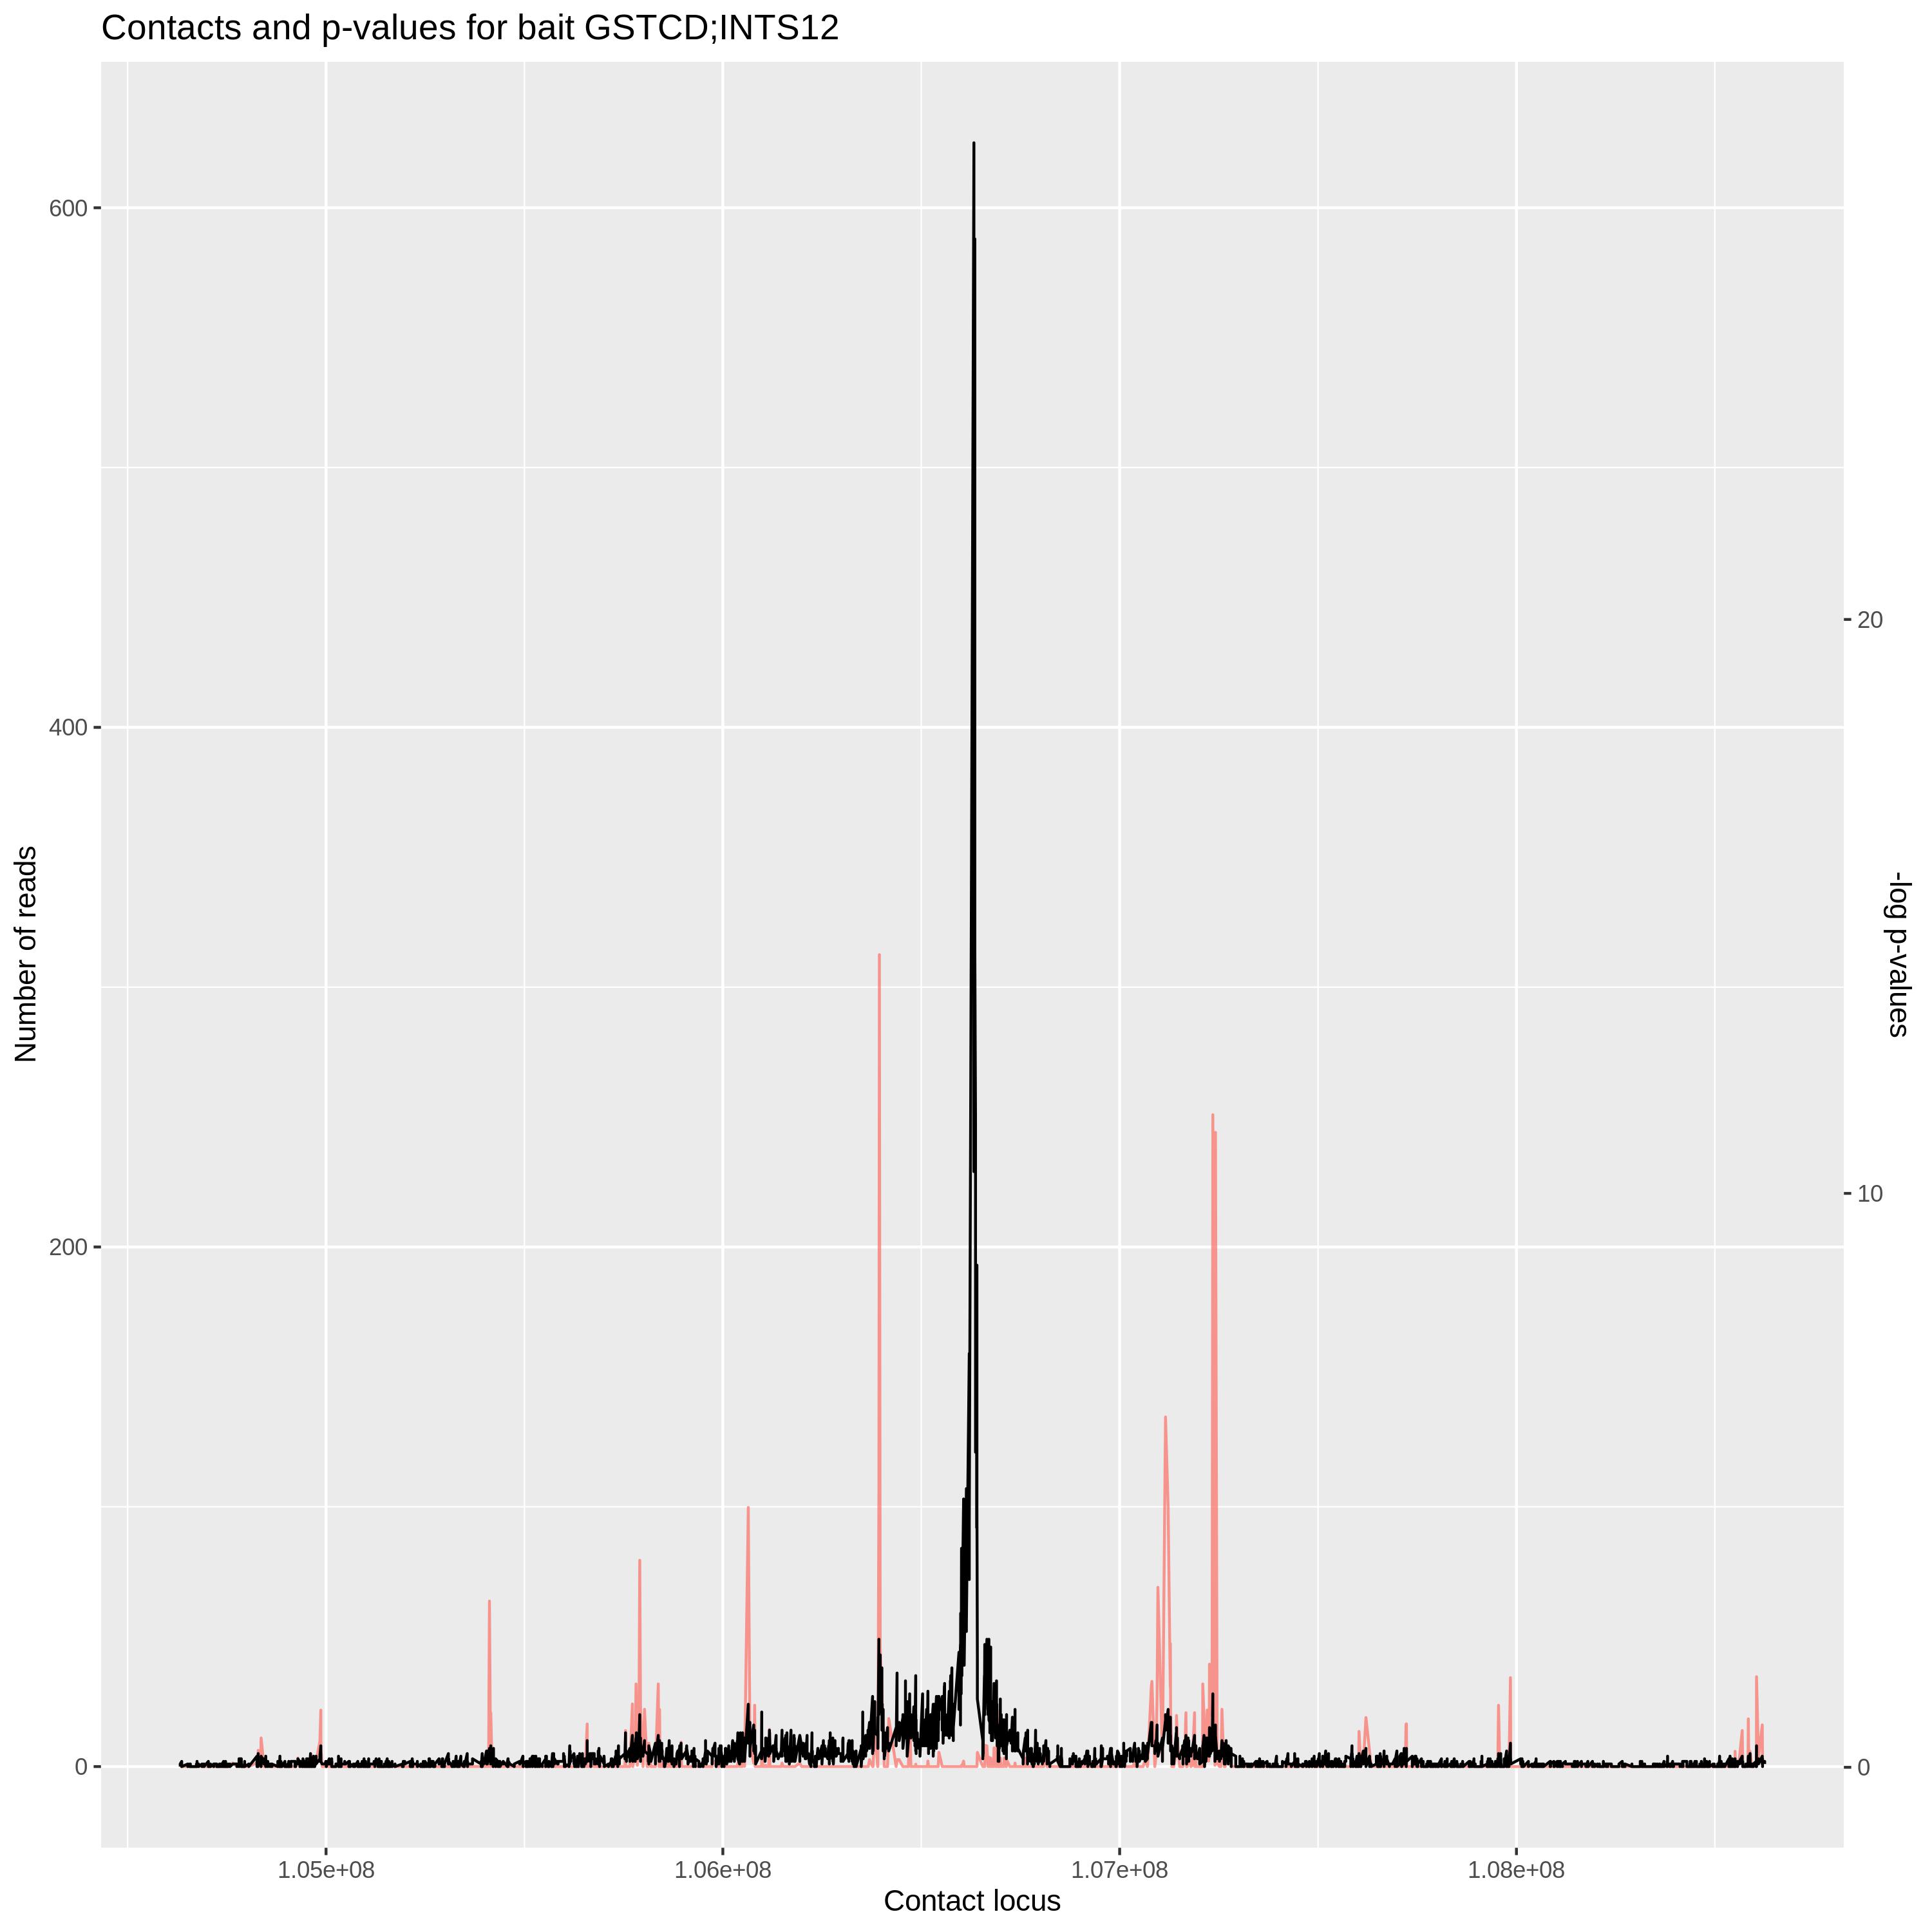 Contacts and p-values for bait GSTCD;INTS12
600
400
200
0
Number of reads
20
10
0
-log p-values
1.05e+08
1.06e+08
1.07e+08
1.08e+08
Contact locus